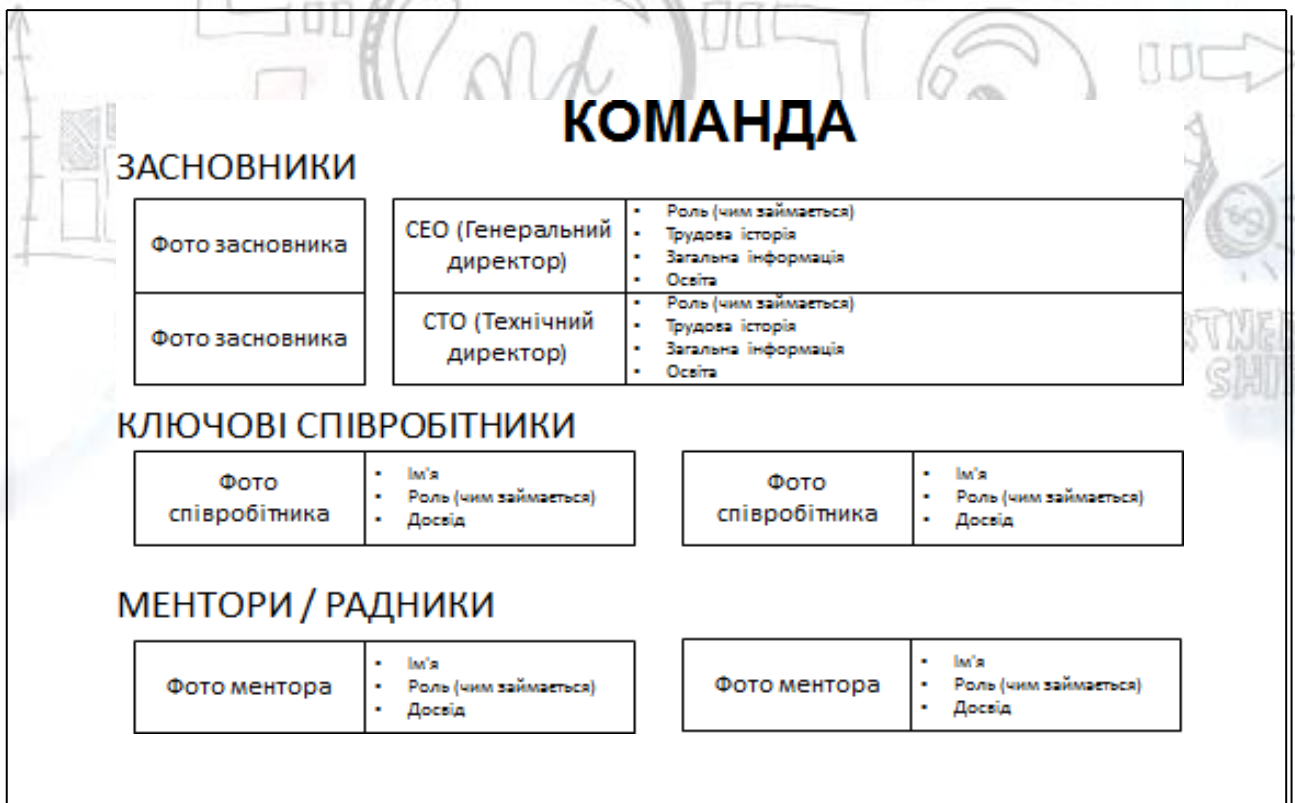 КОМАНДА
ЗАСНОВНИКИ
Фото засновника
СЕО (Генеральний
директор)
▪ Роль (чим займається)
▪ Трудова історія
▪ Загальна інформація
▪ Освіта
Фото засновника
СТО (Технічний
директор)
▪ Роль (чим займається)
▪ Трудова історія
▪ Загальна інформація
▪ Освіта
КЛЮЧОВІ СПІВРОБІТНИКИ
Фото
співробітника
▪ Ім'я
▪ Роль (чим займається)
▪ Досвід
Фото
співробітника
▪ Ім'я
▪ Роль (чим займається)
▪ Досвід
МЕНТОРИ / РАДНИКИ
Фото ментора
▪ Ім'я
▪ Роль (чим займається)
▪ Досвід
Фото ментора
▪ Ім'я
▪ Роль (чим займається)
▪ Досвід
SHIP